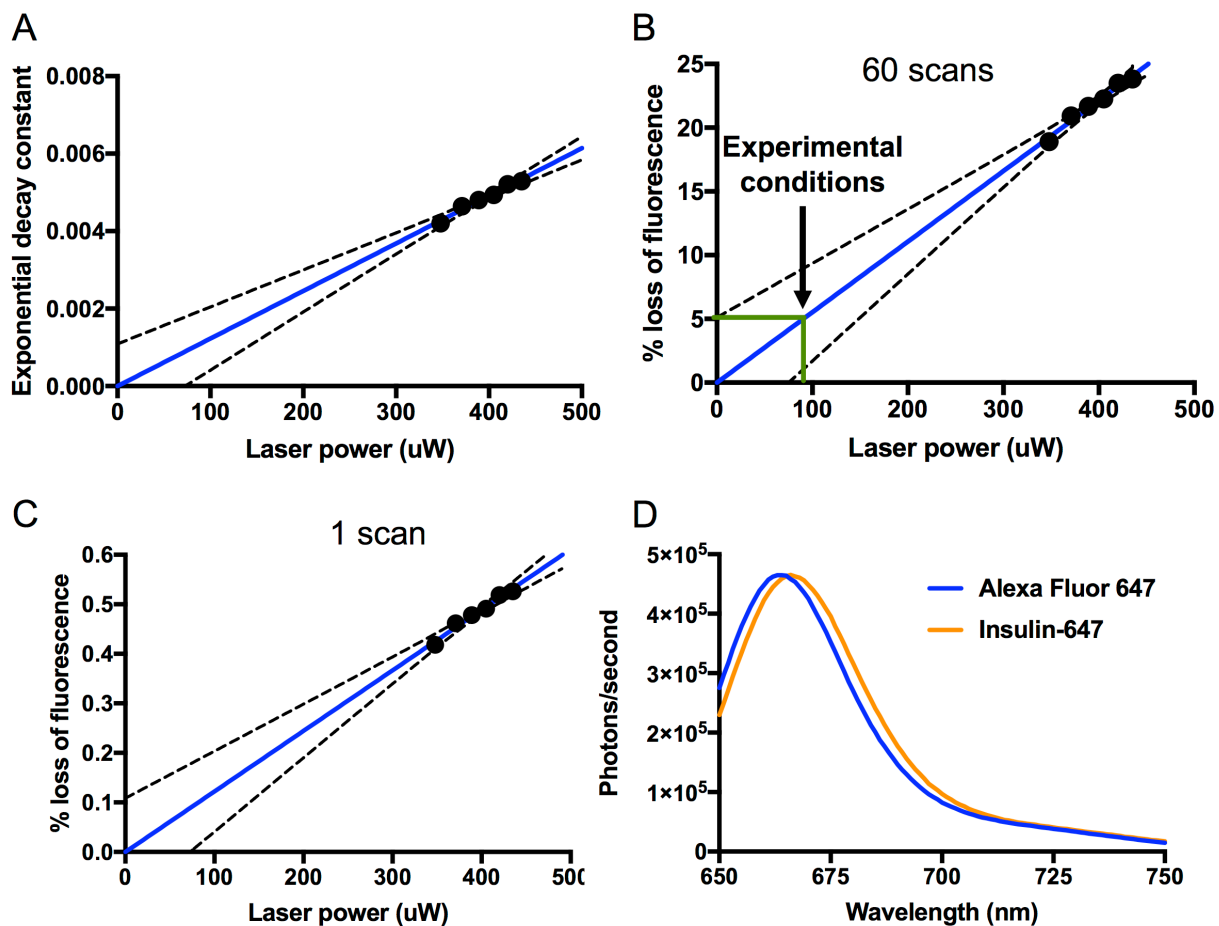 A
Exponential decay constant
0.008
0.006
0.004
0.002
0.000
0
100
200
300
400
500
Laser power (uW)
B
60 scans
% loss of fluorescence
25
20
15
10
5
0
Experimental
conditions
0
100
200
300
400
500
Laser power (uW)
C
1 scan
% loss of fluorescence
0.6
0.5
0.4
0.3
0.2
0.1
0.0
0
100
200
300
400
500
Laser power (uW)
D
Photons/second
5×10⁵
4×10⁵
3×10⁵
2×10⁵
1×10⁵
0
Alexa Fluor 647
Insulin-647
650
675
700
725
750
Wavelength (nm)